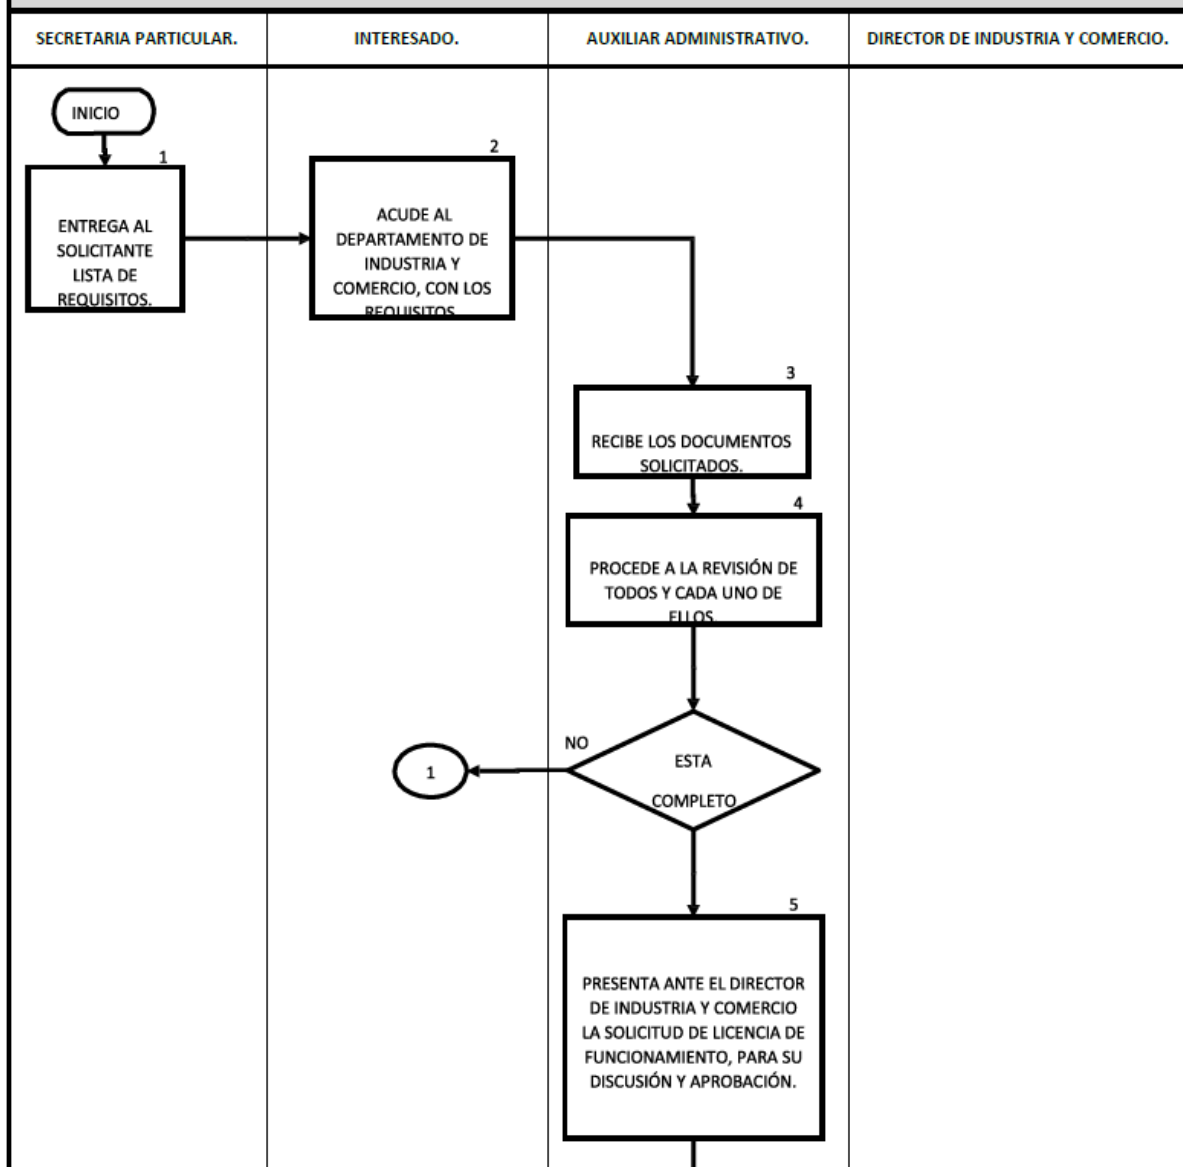 SECRETARIA PARTICULAR.
INTERESADO.
AUXILIAR ADMINISTRATIVO.
DIRECTOR DE INDUSTRIA Y COMERCIO.
INICIO
1
ENTREGA AL
SOLICITANTE
LISTA DE
REQUISITOS.
2
ACUDE AL
DEPARTAMENTO DE
INDUSTRIA Y
COMERCIO, CON LOS
REQUISITOS
3
RECIBE LOS DOCUMENTOS
SOLICITADOS.
4
PROCEDE A LA REVISIÓN DE
TODOS Y CADA UNO DE
ELLOS.
NO
1
ESTA
COMPLETO
5
PRESENTA ANTE EL DIRECTOR
DE INDUSTRIA Y COMERCIO
LA SOLICITUD DE LICENCIA DE
FUNCIONAMIENTO, PARA SU
DISCUSIÓN Y APROBACIÓN.